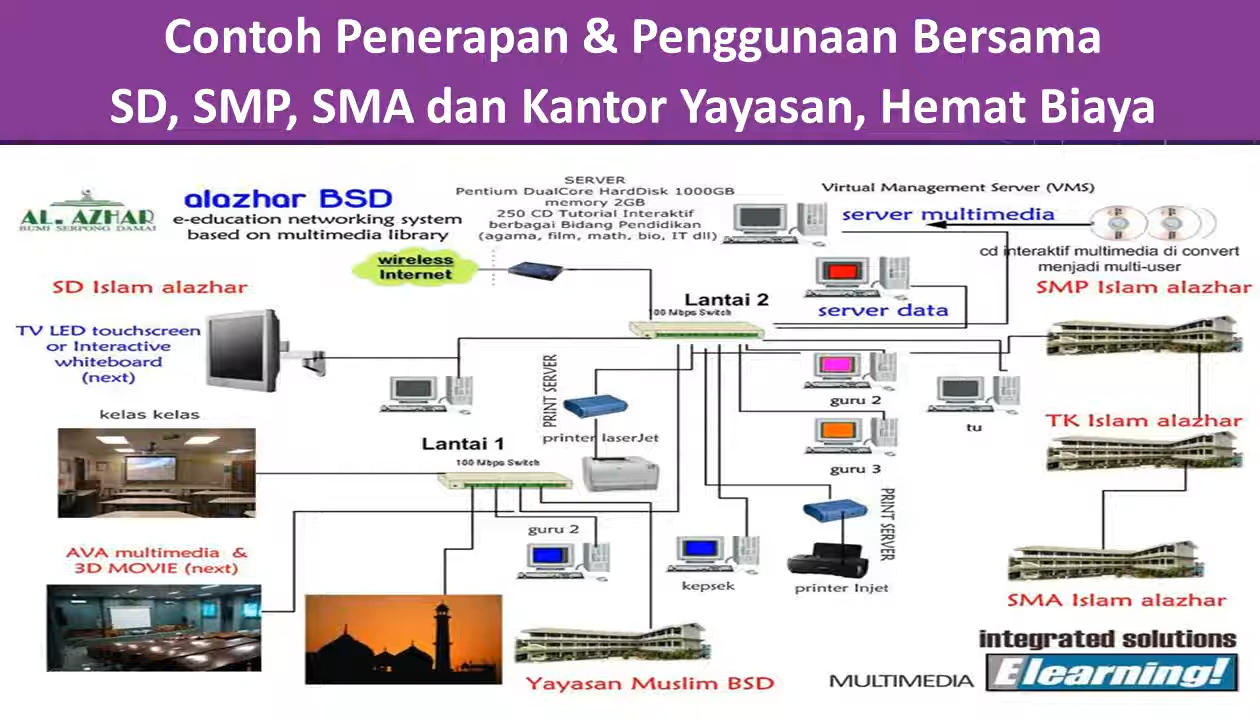 Contoh Penerapan & Penggunaan Bersama
SD, SMP, SMA dan Kantor Yayasan, Hemat Biaya
AL. AZHAR
BUMI SERPONG DAMAI
alazhar BSD
e-education networking system
based on multimedia library
SERVER
Pentium DualCore HardDisk 1000GB
memory 2GB
250 CD Tutorial Interaktif
berbagai Bidang Pendidikan
(agama, film, math, bio, IT dll)
Virtual Management Server (VMS)
server multimedia
cd interaktif multimedia di convert
menjadi multi-user
wireless
Internet
SD Islam alazhar
Lantai 2
100 Mbps Switch
server data
SMP Islam alazhar
TV LED touchscreen
or Interactive
whiteboard
(next)
PRINT SERVER
guru 2
kelas kelas
printer laserJet
tu
TK Islam alazhar
Lantai 1
100 Mbps Switch
guru 3
PRINT SERVER
guru 2
AVA multimedia &
3D MOVIE (next)
kepsek
printer Injet
SMA Islam alazhar
Yayasan Muslim BSD
MULTIMEDIA
integrated solutions
Elearning!